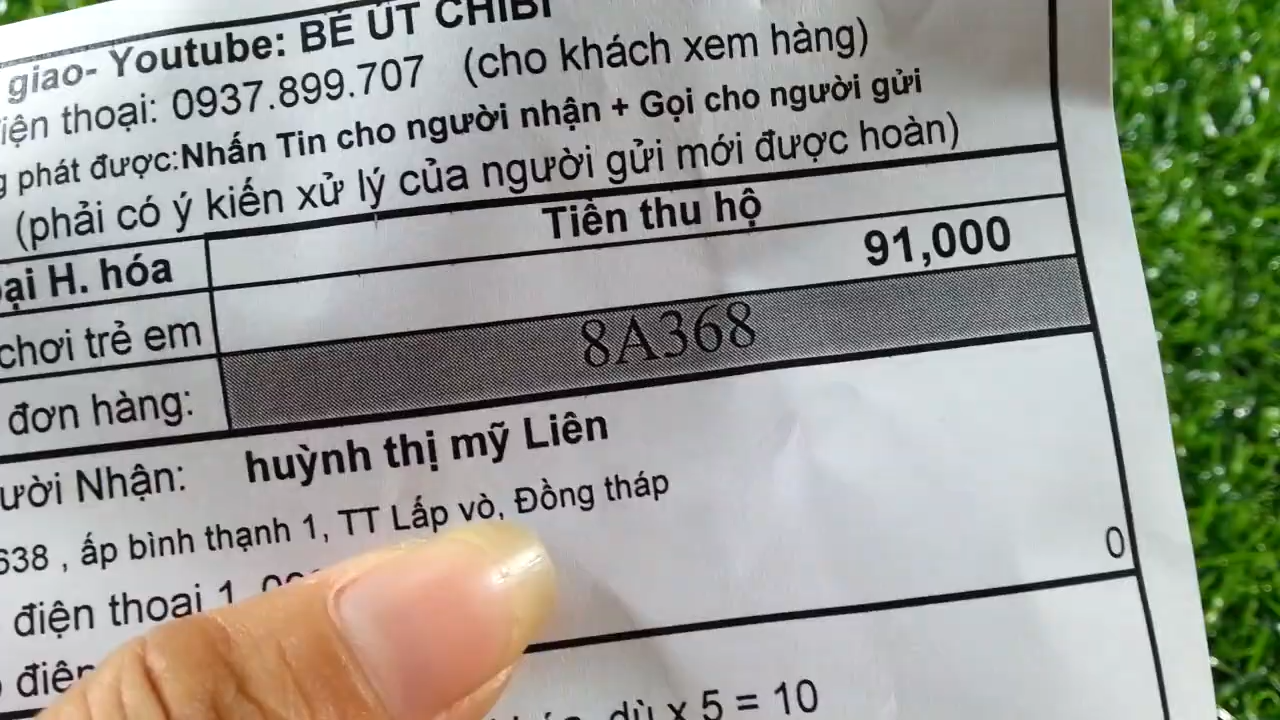 giao- Youtube: BÉ ÚT CHIBI
iện thoại: 0937.899.707 (cho khách xem hàng)
g phát được:Nhấn Tin cho người nhận + Gọi cho người gửi
(phải có ý kiến xử lý của người gửi mới được hoàn)
ại H. hóa Tiền thu hộ
chơi trẻ em 91,000
đơn hàng: 8A368
ười Nhận: huỳnh thị mỹ Liên
638 , ấp bình thạnh 1, TT Lấp vò, Đồng tháp
điện thoại 1 0
dù x 5 = 10